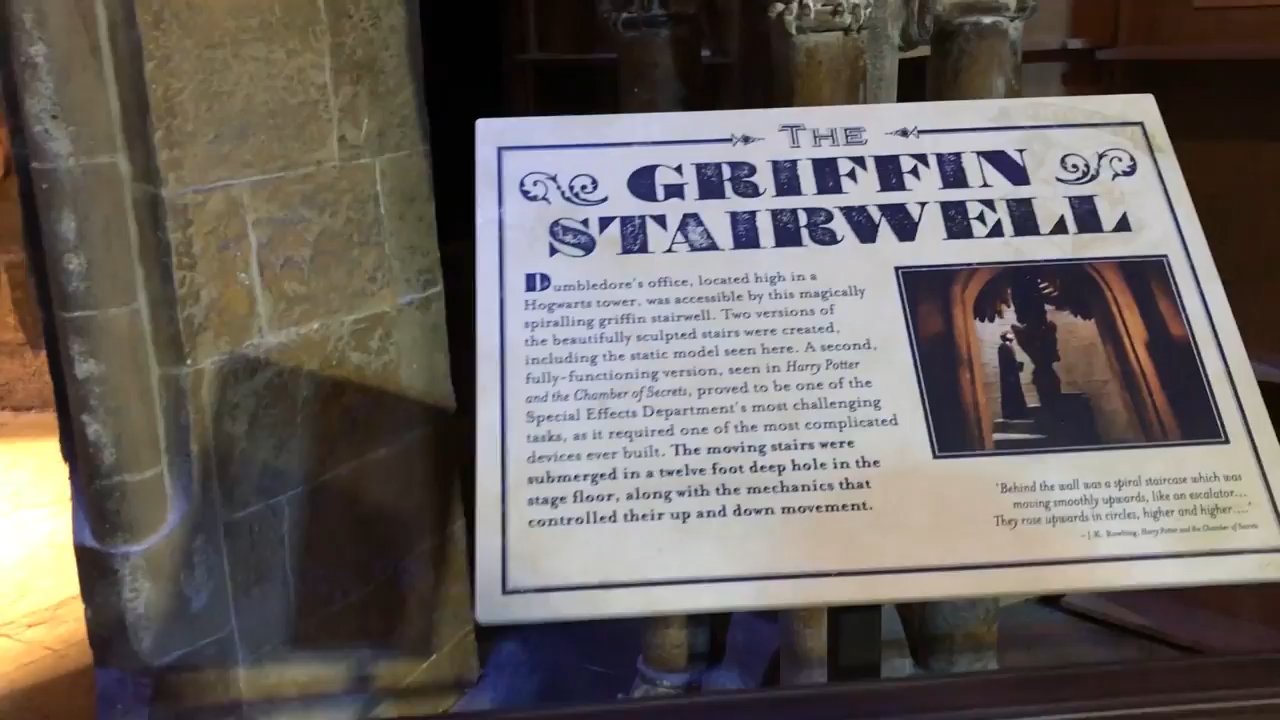 THE
GRIFFIN
STAIRWELL
Dumbledore's office, located high in a
Hogwarts tower, was accessible by this magically
spiralling griffin stairwell. Two versions of
the beautifully sculpted stairs were created,
including the static model seen here. A second,
fully-functioning version, seen in Harry Potter
and the Chamber of Secrets, proved to be one of the
Special Effects Department's most challenging
tasks, as it required one of the most complicated
devices ever built. The moving stairs were
submerged in a twelve foot deep hole in the
stage floor, along with the mechanics that
controlled their up and down movement.
'Behind the wall was a spiral staircase which was
moving smoothly upwards, like an escalator...
They rose upwards in circles, higher and higher....'
- J.K. Rowling, Harry Potter and the Chamber of Secrets